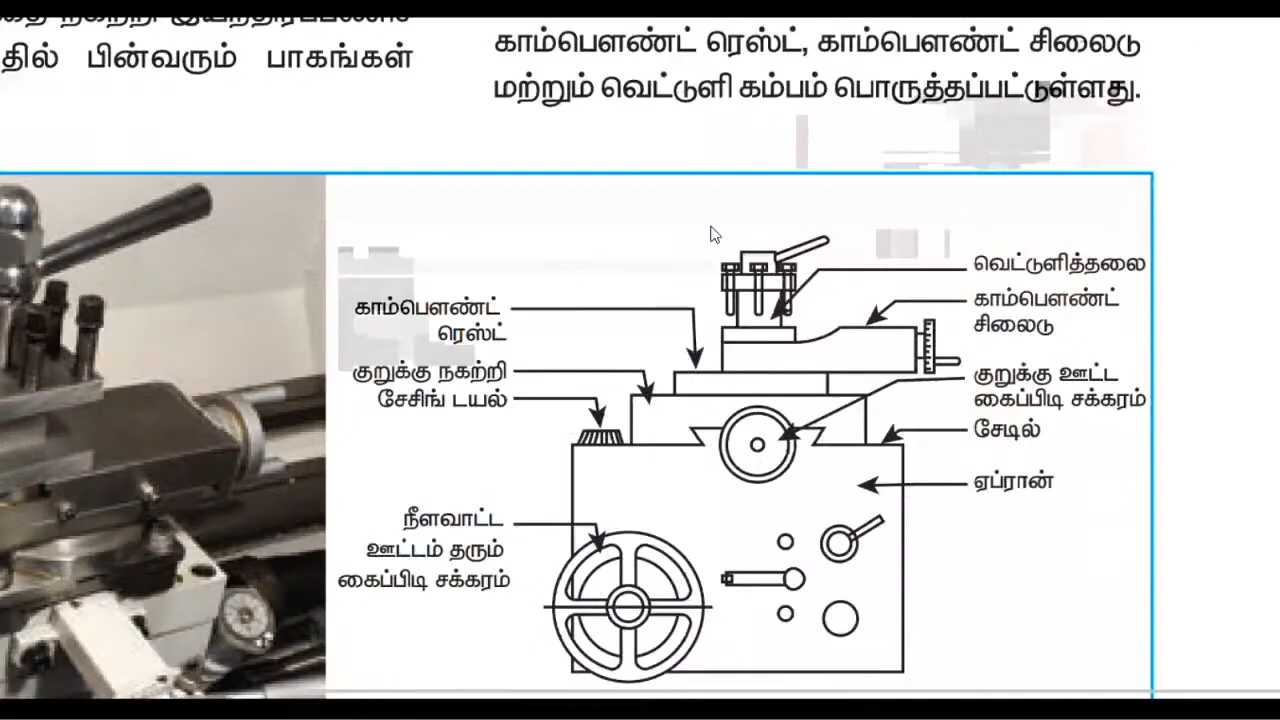 தில் பின்வரும் பாகங்கள்
காம்பௌண்ட் ரெஸ்ட், காம்பௌண்ட் சிலைடு
மற்றும் வெட்டுளி கம்பம் பொருத்தப்பட்டுள்ளது.
காம்பௌண்ட்
ரெஸ்ட்
குறுக்கு நகற்றி
சேசிங் டயல்
நீளவாட்ட
ஊட்டம் தரும்
கைப்பிடி சக்கரம்
வெட்டுளித்தலை
காம்பௌண்ட்
சிலைடு
குறுக்கு ஊட்ட
கைப்பிடி சக்கரம்
சேடில்
ஏப்ரான்